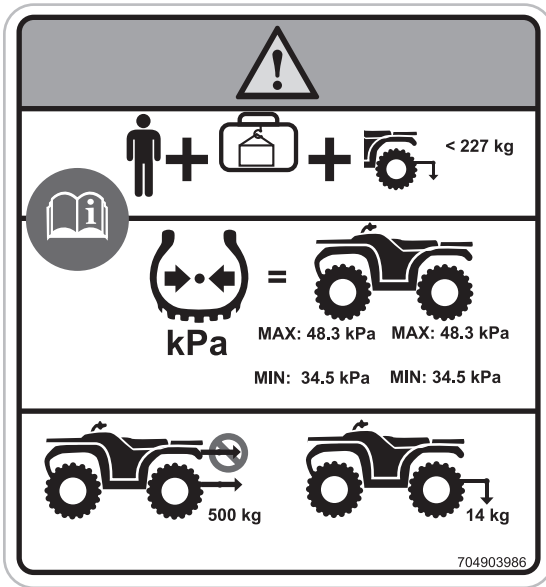 !
< 227 kg
i
kPa
MAX: 48.3 kPa MAX: 48.3 kPa
MIN: 34.5 kPa MIN: 34.5 kPa
500 kg
14 kg
704903986